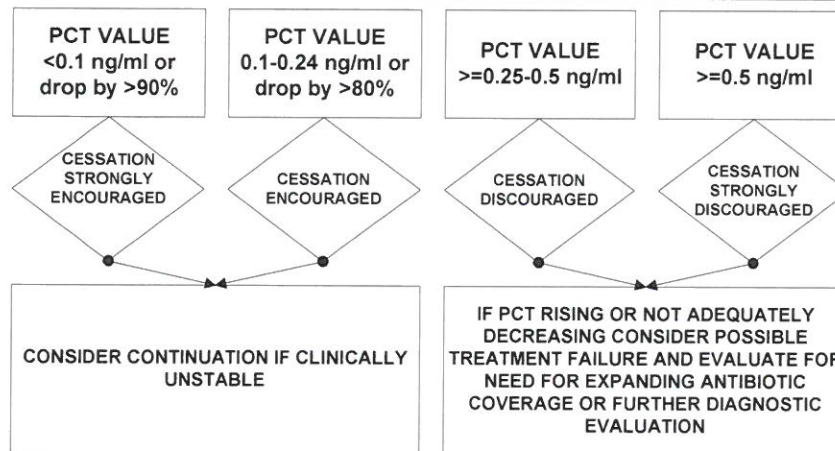 PCT VALUE
<0.1 ng/ml or
drop by >90%
PCT VALUE
0.1-0.24 ng/ml or
drop by >80%
PCT VALUE
>=0.25-0.5 ng/ml
PCT VALUE
>=0.5 ng/ml
CESSATION
STRONGLY
ENCOURAGED
CESSATION
ENCOURAGED
CESSATION
DISCOURAGED
CESSATION
STRONGLY
DISCOURAGED
CONSIDER CONTINUATION IF CLINICALLY
UNSTABLE
IF PCT RISING OR NOT ADEQUATELY
DECREASING CONSIDER POSSIBLE
TREATMENT FAILURE AND EVALUATE FOR
NEED FOR EXPANDING ANTIBIOTIC
COVERAGE OR FURTHER DIAGNOSTIC
EVALUATION